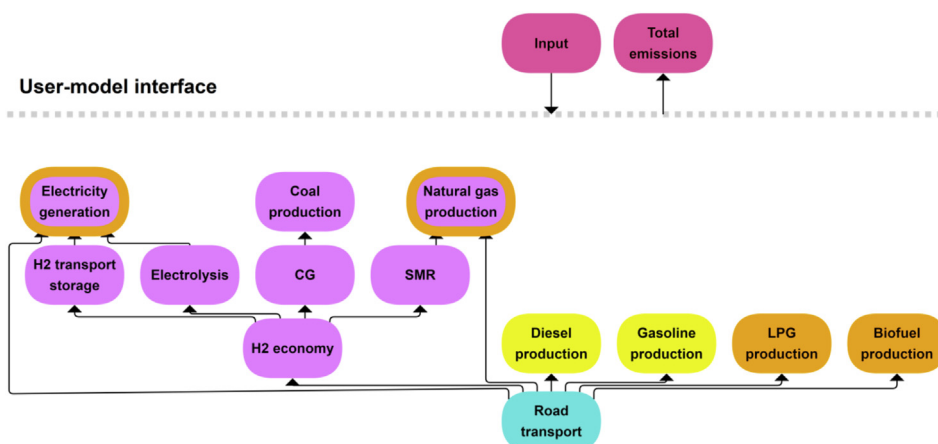 Input
Total
emissions
User-model interface
Electricity
generation
Coal
production
Natural gas
production
H2 transport
storage
Electrolysis
CG
SMR
H2 economy
Diesel
production
Gasoline
production
LPG
production
Biofuel
production
Road
transport